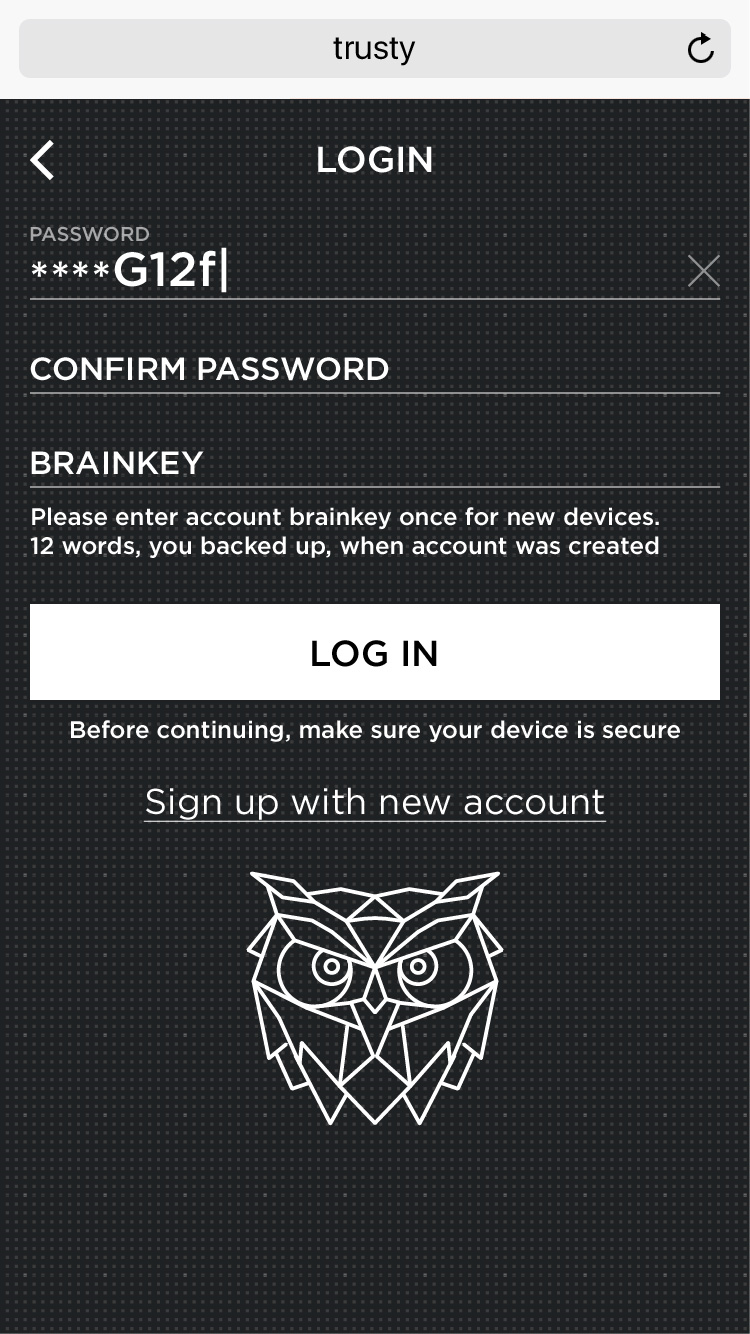 trusty
LOGIN
PASSWORD
****G12f
CONFIRM PASSWORD
BRAINKEY
Please enter account brainkey once for new devices.
12 words, you backed up, when account was created
LOG IN
Before continuing, make sure your device is secure
Sign up with new account